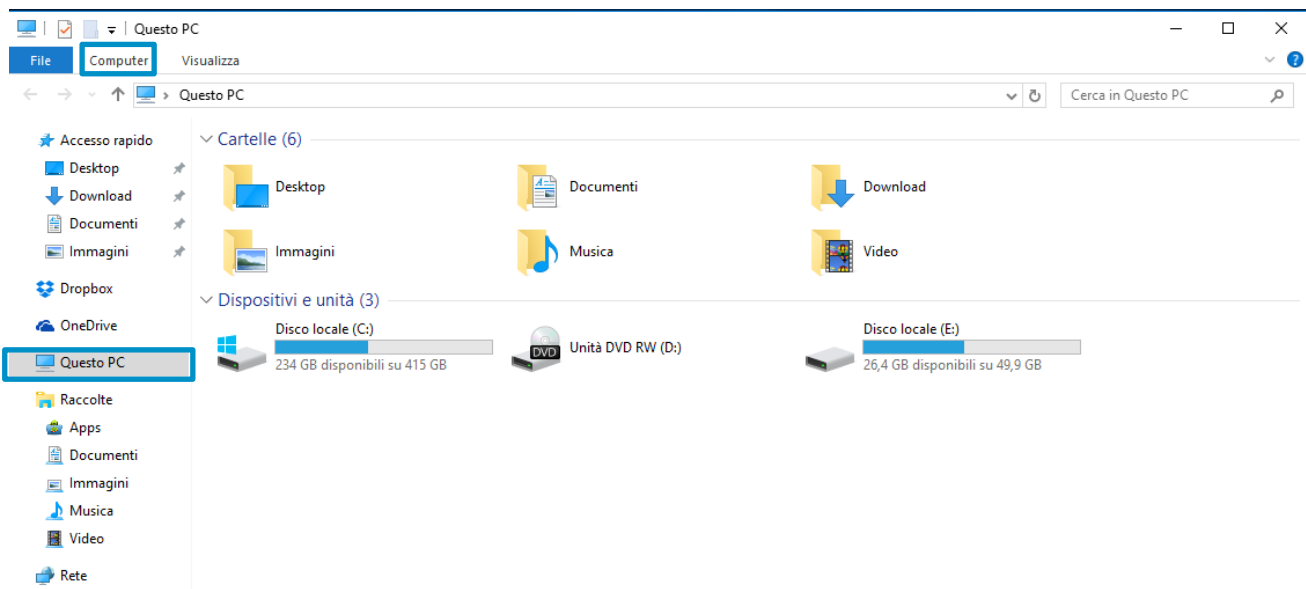 Questo PC
File Computer Visualizza
Questo PC Cerca in Questo PC
Accesso rapido
Desktop
Download
Documenti
Immagini
Dropbox
OneDrive
Questo PC
Raccolte
Apps
Documenti
Immagini
Musica
Video
Rete
Cartelle (6)
Desktop Documenti Download
Immagini Musica Video
Dispositivi e unità (3)
Disco locale (C:)
234 GB disponibili su 415 GB
DVD
Unità DVD RW (D:)
Disco locale (E:)
26,4 GB disponibili su 49,9 GB